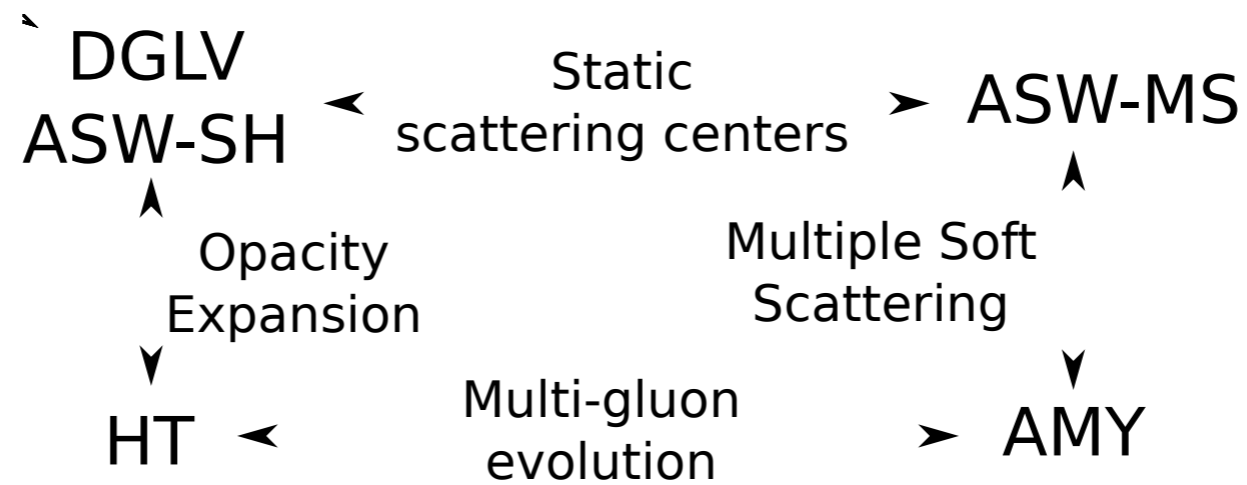 DGLV
ASW-SH
Static
scattering centers
ASW-MS
Opacity
Expansion
Multiple Soft
Scattering
HT
Multi-gluon
evolution
AMY